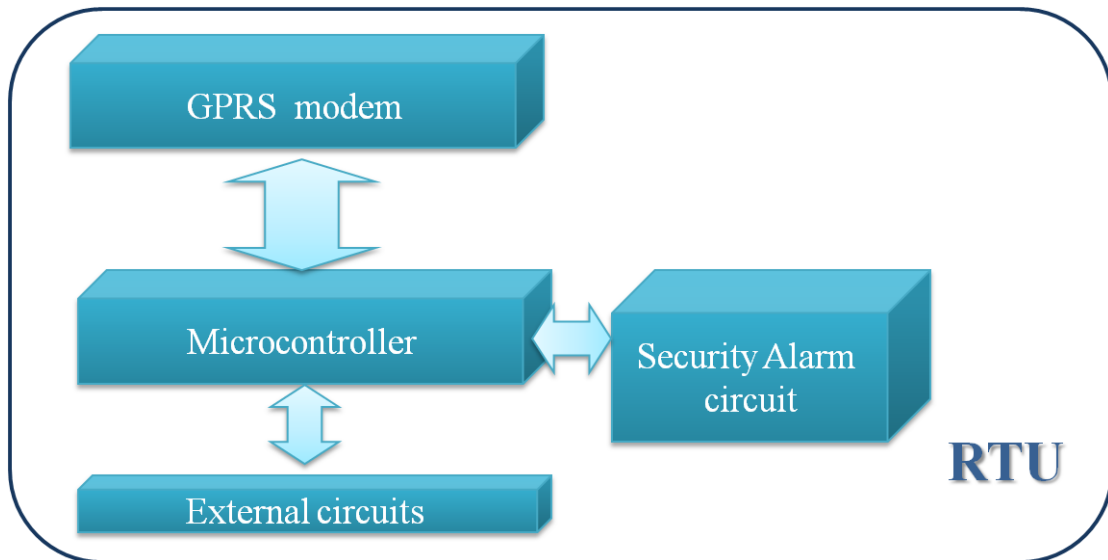 GPRS modem
Microcontroller
Security Alarm
circuit
RTU
External circuits